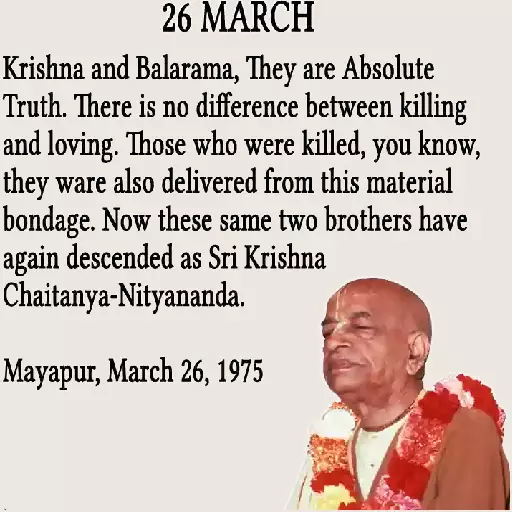 26 MARCH
Krishna and Balarama, They are Absolute
Truth. There is no difference between killing
and loving. Those who were killed, you know,
they ware also delivered from this material
bondage. Now these same two brothers have
again descended as Sri Krishna
Chaitanya-Nityananda.
Mayapur, March 26, 1975